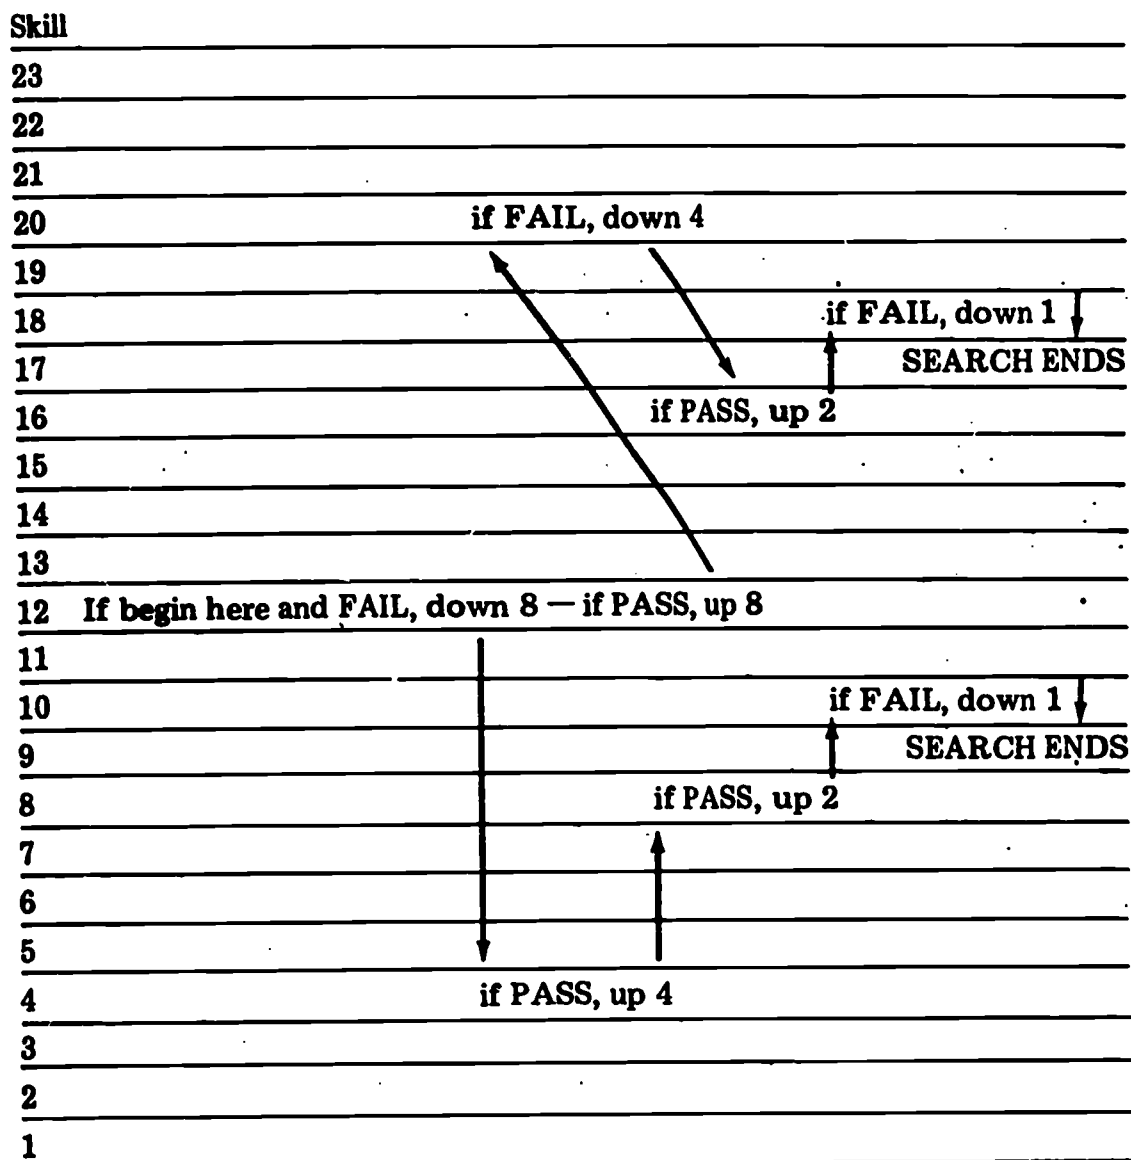 Skill
23
22
21
20 if FAIL, down 4
19
18 if FAIL, down 1
17 SEARCH ENDS
16 if PASS, up 2
15
14
13
12 If begin here and FAIL, down 8 — if PASS, up 8
11
10 if FAIL, down 1
9 SEARCH ENDS
8 if PASS, up 2
7
6
5
4 if PASS, up 4
3
2
1